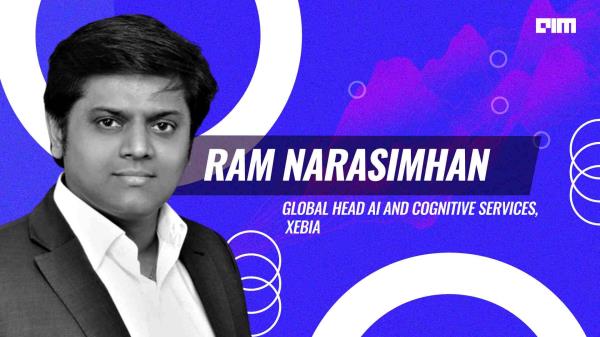 AIM
RAM NARASIMHAN
GLOBAL HEAD AI AND COGNITIVE SERVICES,
XEBIA